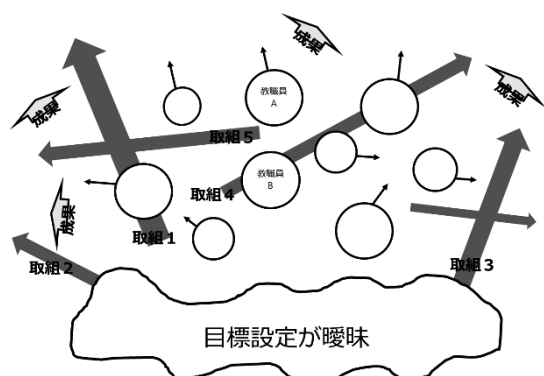 成果
成果
成果
教職員
A
取組５
教職員
B
取組４
成果
取組１
取組２
取組３
目標設定が曖昧